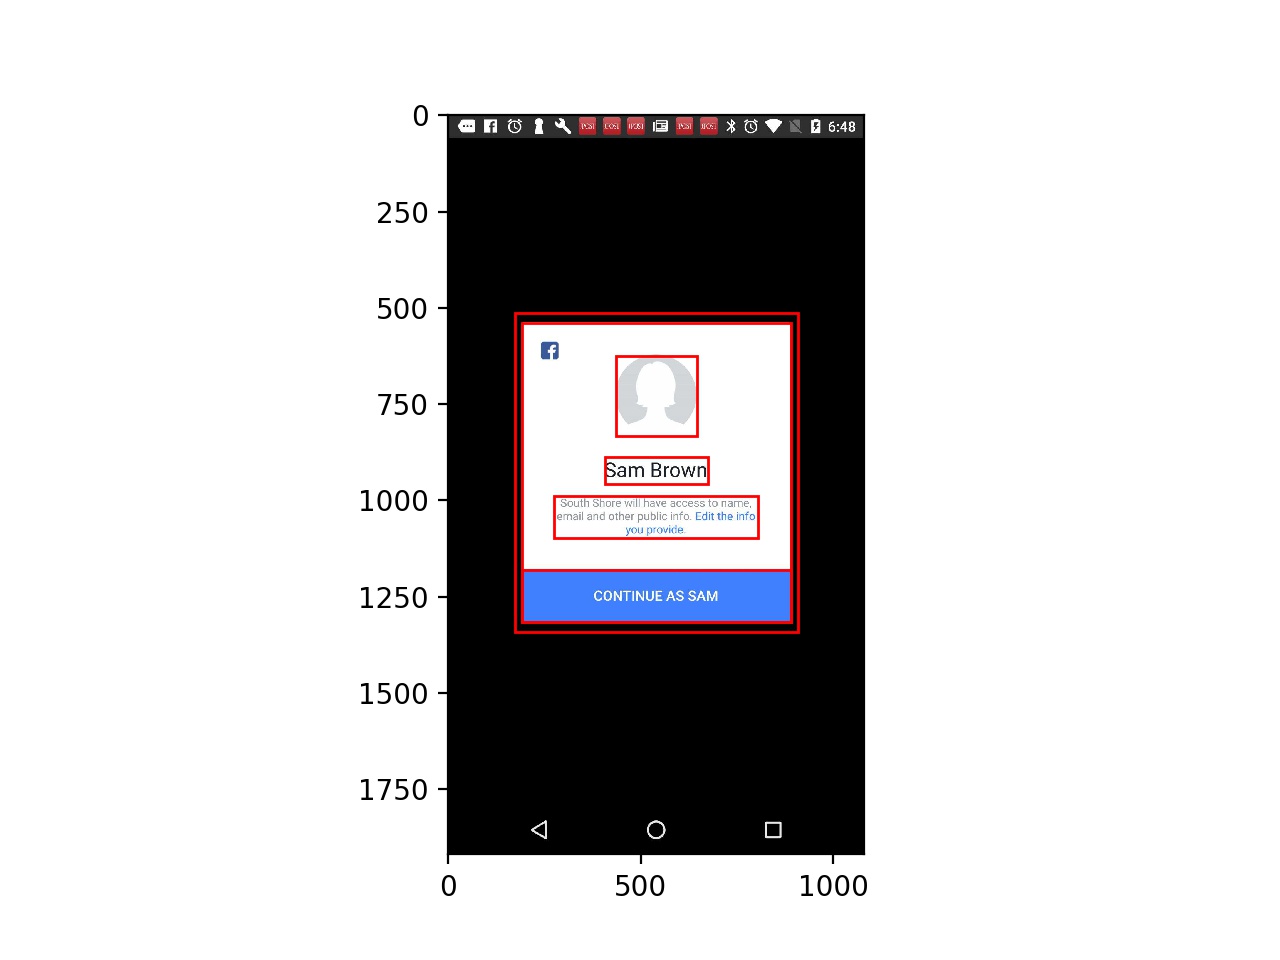 0
250
500
750
1000
1250
1500
1750
6:48
Sam Brown
South Shore will have access to name,
email and other public info. Edit the info
you provide.
CONTINUE AS SAM
0 500 1000